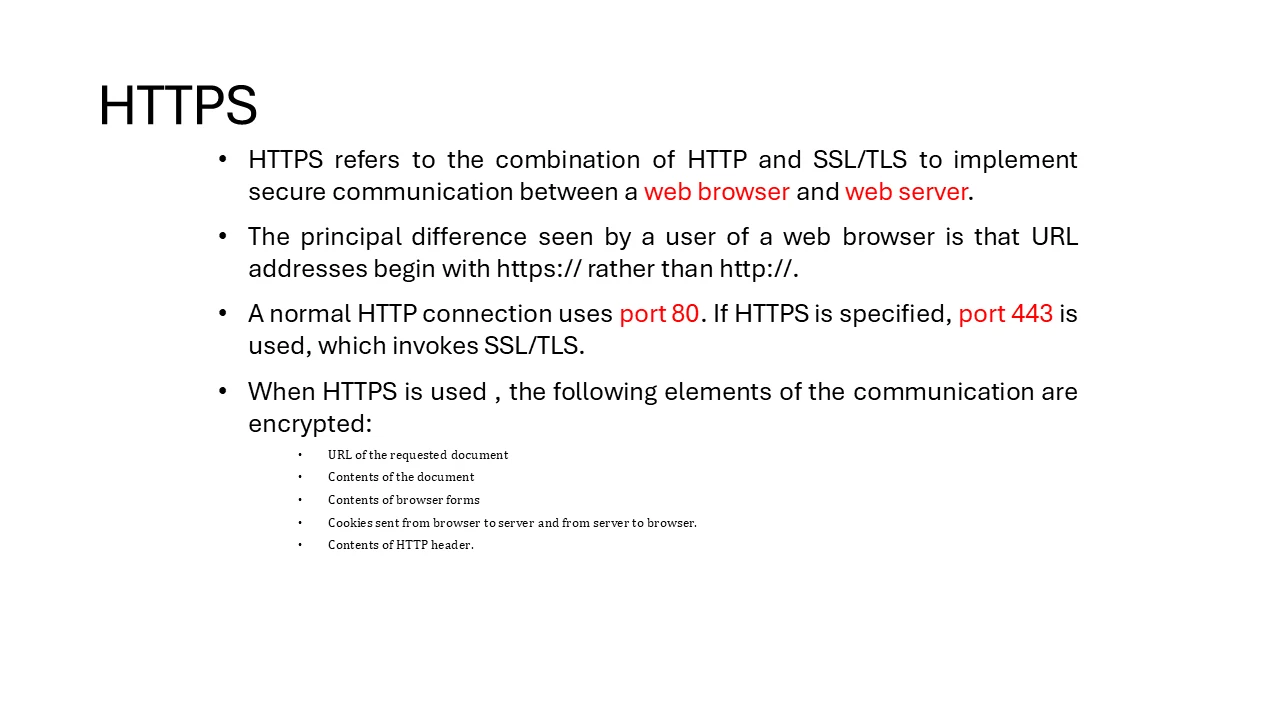 HTTPS
• HTTPS refers to the combination of HTTP and SSL/TLS to implement
secure communication between a web browser and web server.
• The principal difference seen by a user of a web browser is that URL
addresses begin with https:// rather than http://.
• A normal HTTP connection uses port 80. If HTTPS is specified, port 443 is
used, which invokes SSL/TLS.
• When HTTPS is used , the following elements of the communication are
encrypted:
• URL of the requested document
• Contents of the document
• Contents of browser forms
• Cookies sent from browser to server and from server to browser.
• Contents of HTTP header.